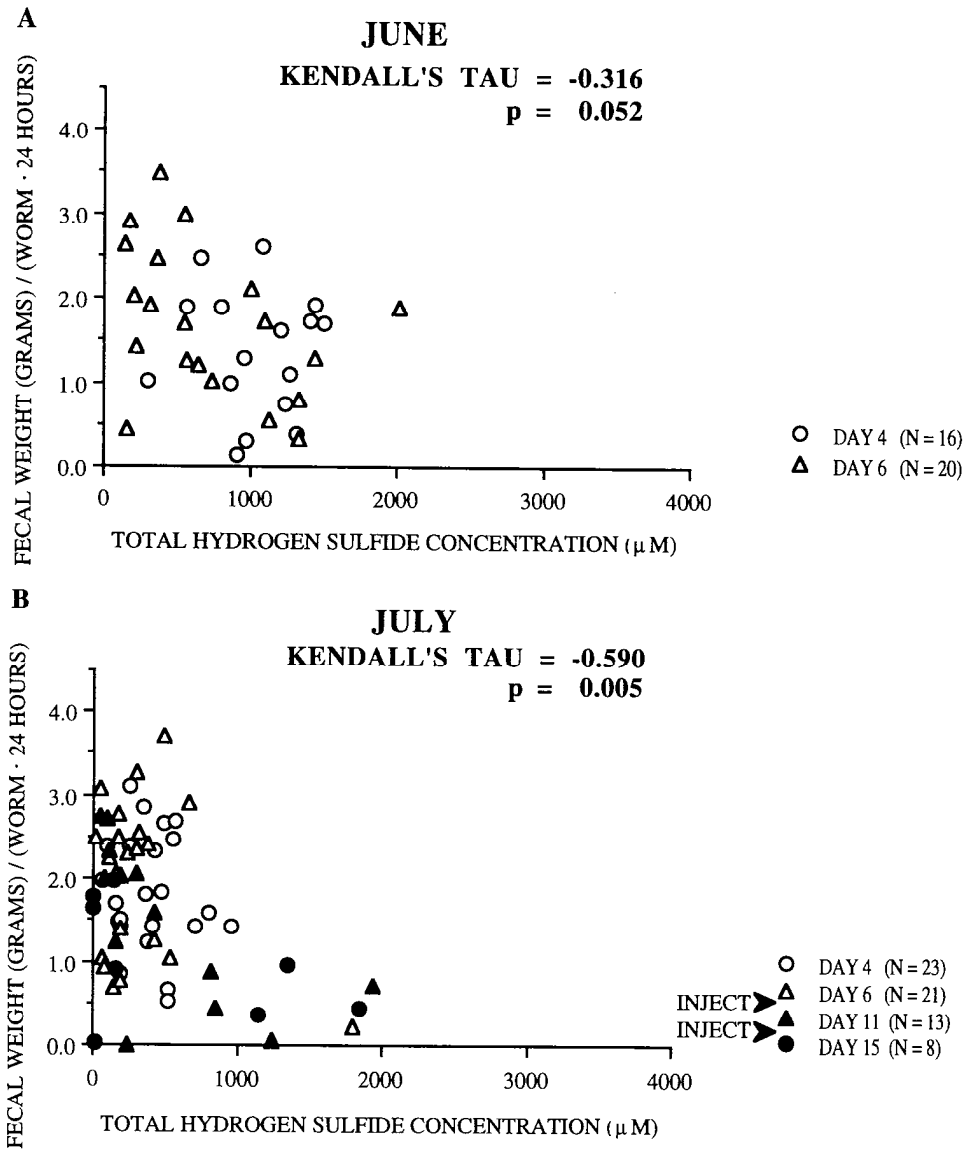 A
JUNE
KENDALL'S TAU = -0.316
p = 0.052
FECAL WEIGHT (GRAMS) / (WORM · 24 HOURS)
4.0
3.0
2.0
1.0
0.0
0 1000 2000 3000 4000
TOTAL HYDROGEN SULFIDE CONCENTRATION (μM)
DAY 4 (N = 16)
DAY 6 (N = 20)
B
JULY
KENDALL'S TAU = -0.590
p = 0.005
FECAL WEIGHT (GRAMS) / (WORM · 24 HOURS)
4.0
3.0
2.0
1.0
0.0
0 1000 2000 3000 4000
TOTAL HYDROGEN SULFIDE CONCENTRATION (μM)
DAY 4 (N = 23)
INJECT DAY 6 (N = 21)
INJECT DAY 11 (N = 13)
DAY 15 (N = 8)